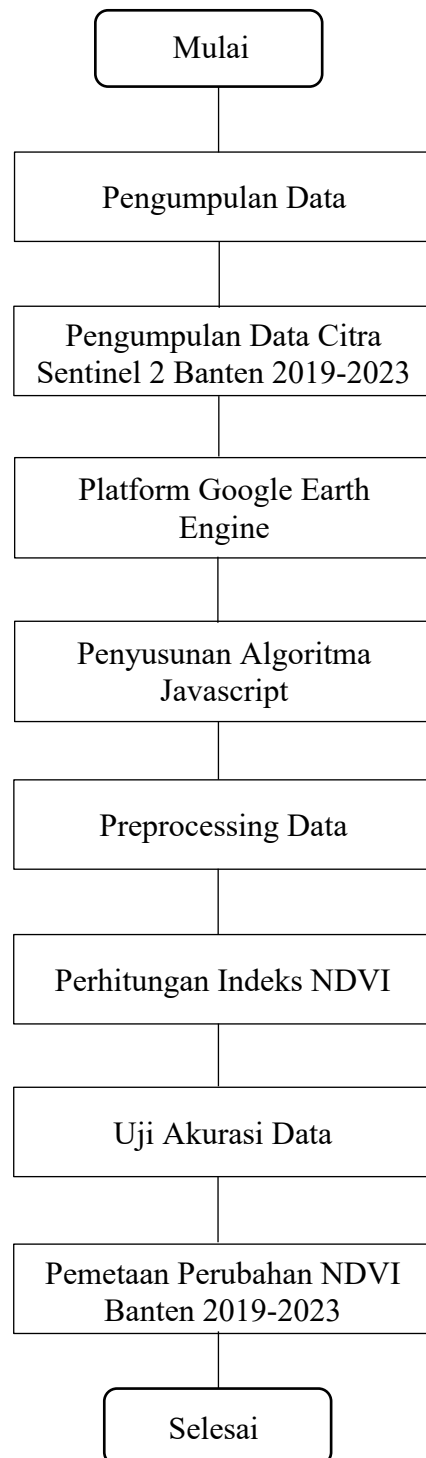 Mulai
Pengumpulan Data
Pengumpulan Data Citra
Sentinel 2 Banten 2019-2023
Platform Google Earth
Engine
Penyusunan Algoritma
Javascript
Preprocessing Data
Perhitungan Indeks NDVI
Uji Akurasi Data
Pemetaan Perubahan NDVI
Banten 2019-2023
Selesai